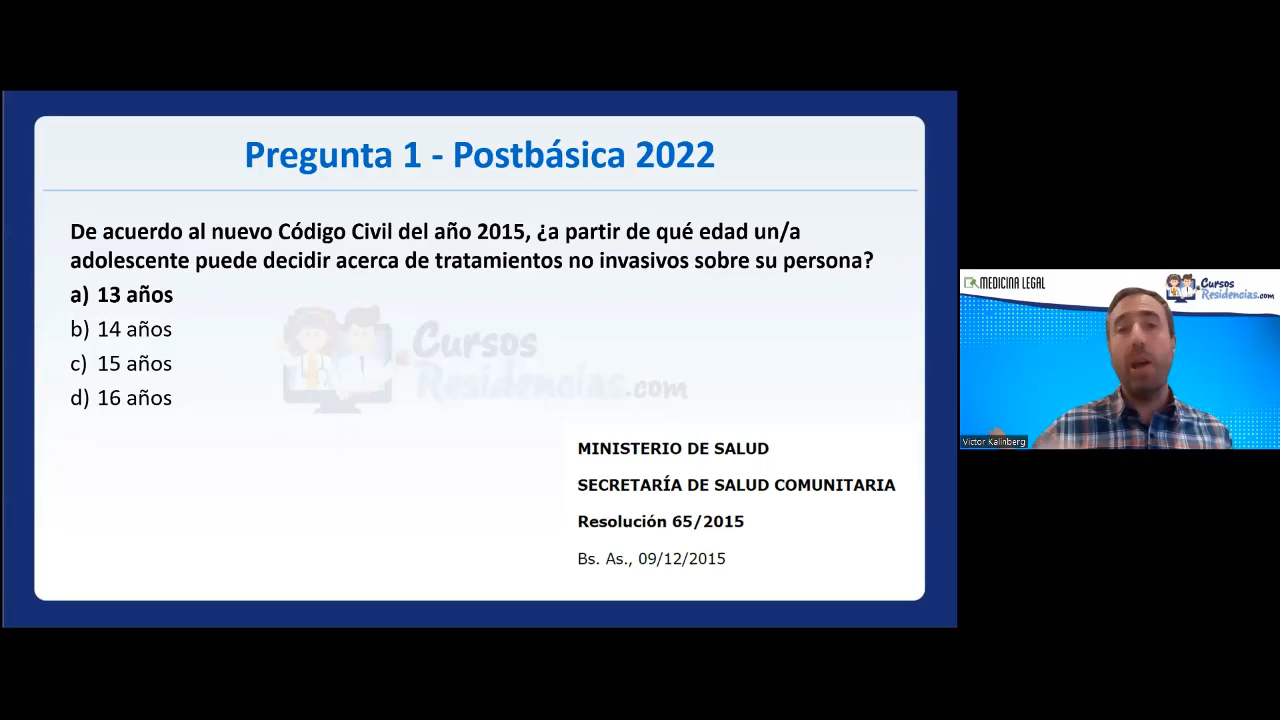 Pregunta 1 - Postbásica 2022
De acuerdo al nuevo Código Civil del año 2015, ¿a partir de qué edad un/a
adolescente puede decidir acerca de tratamientos no invasivos sobre su persona?
a) 13 años
b) 14 años
c) 15 años
d) 16 años
Cursos
Residencias.com
MINISTERIO DE SALUD
SECRETARÍA DE SALUD COMUNITARIA
Resolución 65/2015
Bs. As., 09/12/2015
MEDICINA LEGAL
Cursos
Residencias.com
Victor Kalinberg